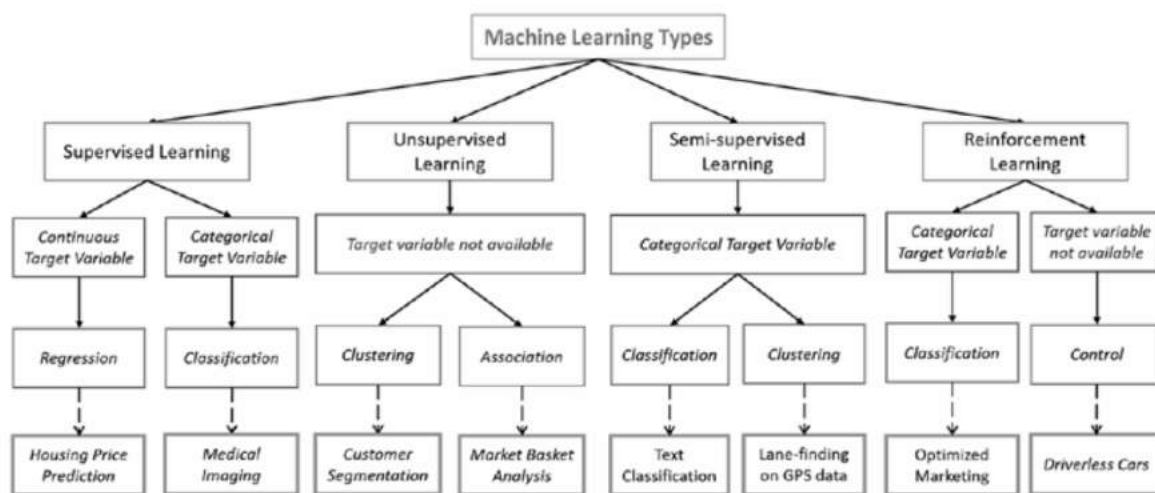 Machine Learning Types
Supervised Learning
Unsupervised
Learning
Semi-supervised
Learning
Reinforcement
Learning
Continuous
Target Variable
Categorical
Target Variable
Target variable not available
Categorical Target Variable
Categorical
Target Variable
Target variable
not available
Regression
Classification
Clustering
Association
Classification
Clustering
Classification
Control
Housing Price
Prediction
Medical
Imaging
Customer
Segmentation
Market Basket
Analysis
Text
Classification
Lane-finding
on GPS data
Optimized
Marketing
Driverless Cars